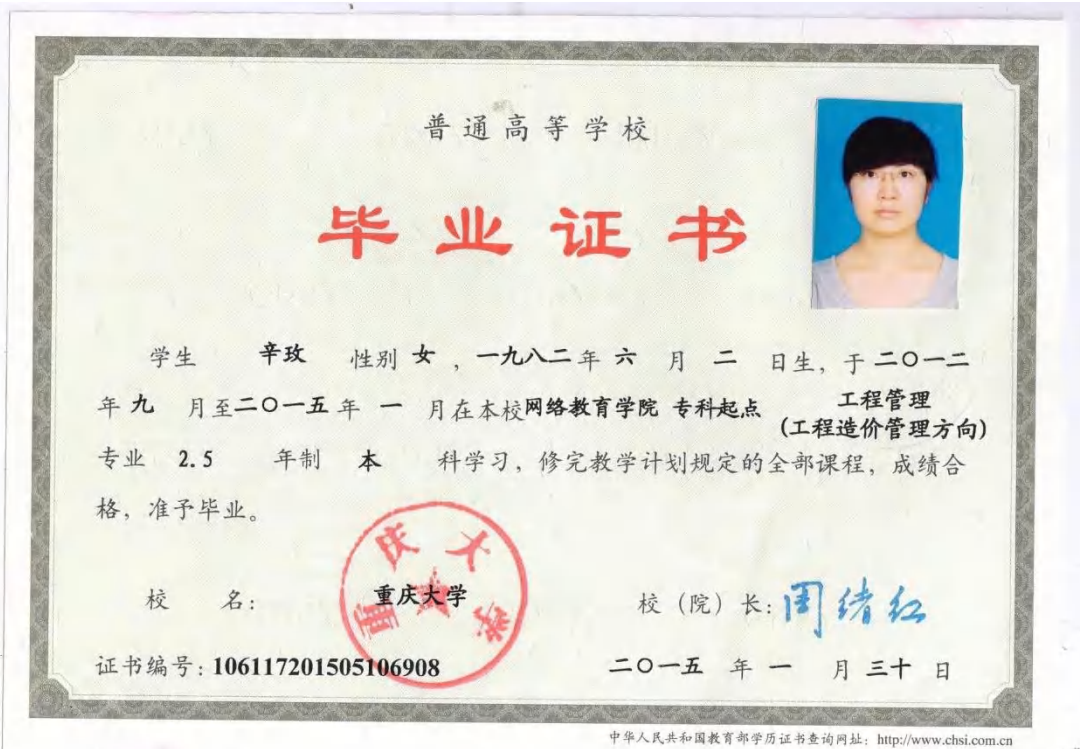 普通高等学校
毕业证书
学生 辛玫 性别 女 ，一九八二年 六 月 二 日生，于二〇一二
年 九 月至二〇一五年 一 月在本校网络教育学院 专科起点 工程管理
(工程造价管理方向)
专业 2.5 年制 本 科学习，修完教学计划规定的全部课程，成绩合
格，准予毕业。
重庆大学
校 名：重庆大学
校（院）长：周绪红
证书编号：106117201505106908
二〇一五 年 一 月 三十 日
中华人民共和国教育部学历证书查询网址：http://www.chsi.com.cn